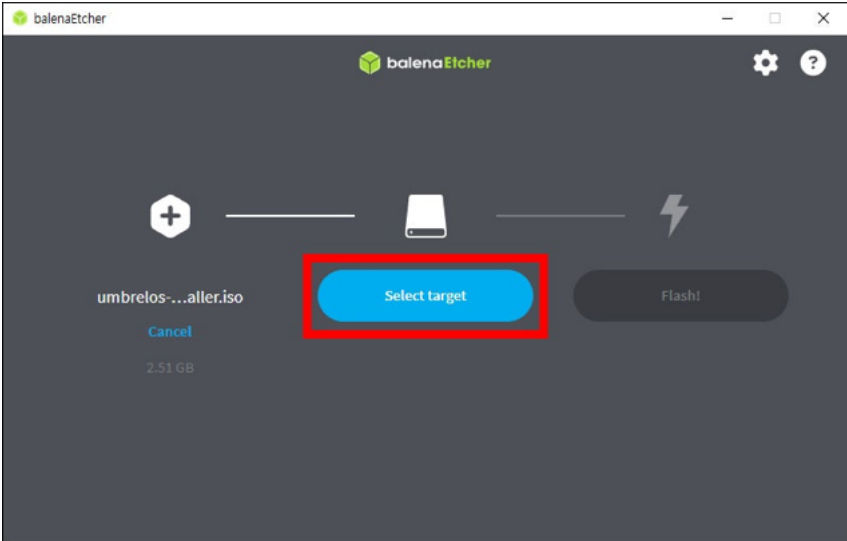 balenaEtcher
balenaEtcher
?
umbrelos-...aller.iso
Select target
Flash!
Cancel
2.51 GB